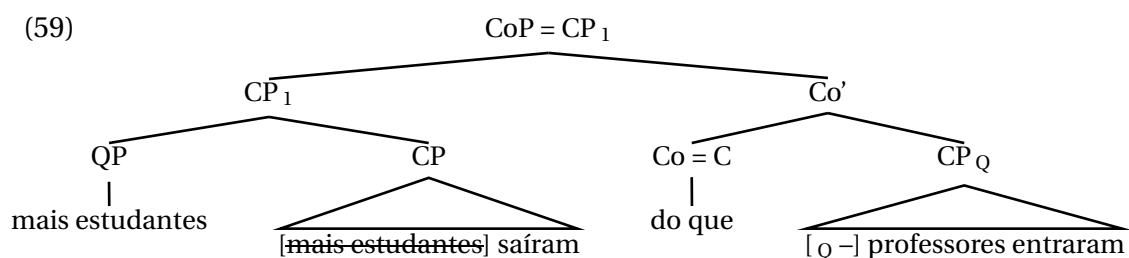 (59) CoP = CP 1
CP 1 Co’
QP CP Co = C CP Q
mais estudantes do que
[mais estudantes] saíram [ Q –] professores entraram